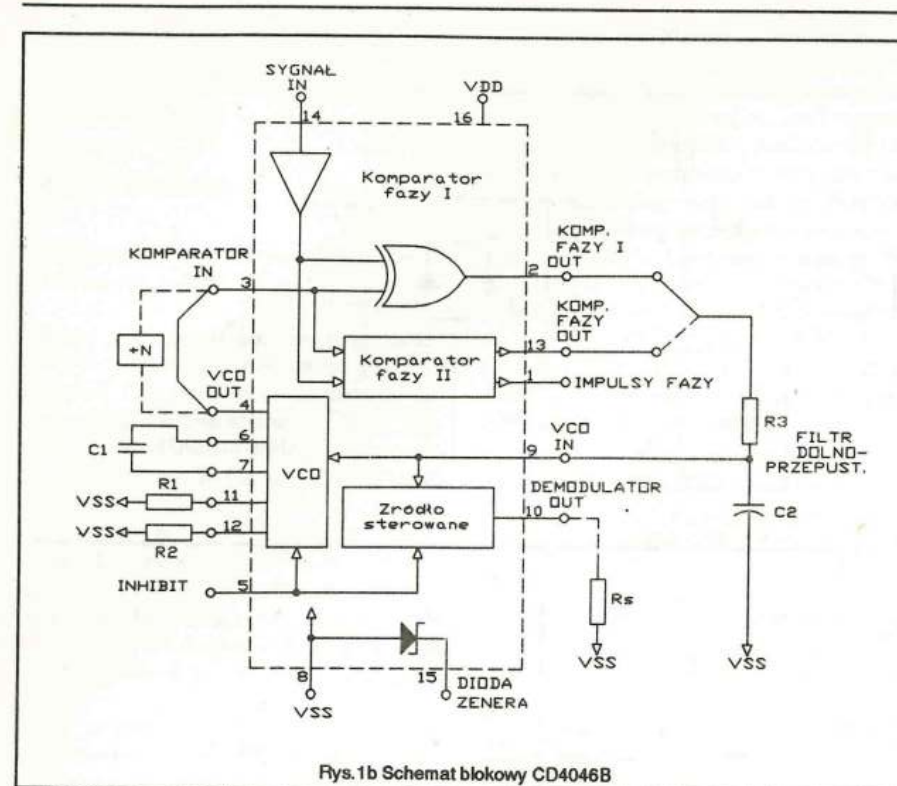 SYGNAŁ
IN
14
VDD
16
Komparator
fazy I
KOMPARATOR
IN
3
KOMP.
FAZY I
OUT
2
KOMP.
FAZY
OUT
13
+N
Komparator
fazy II
1
IMPULSY FAZY
VCO
OUT
4
6
C1
7
VCO
R1
VSS
11
VSS
12
R2
VCO
IN
9
R3
FILTR
DOLNO-
PRZEPUST.
DEMODULATOR
OUT
10
Zródło
sterowane
C2
INHIBIT
5
Rs
VSS
VSS
8
VSS
15
DIODA
ZENERA
Rys.1b Schemat blokowy CD4046B